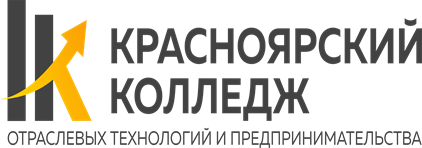 КРАСНОЯРСКИЙ
КОЛЛЕДЖ
ОТРАСЛЕВЫХ ТЕХНОЛОГИЙ И ПРЕДПРИНИМАТЕЛЬСТВА